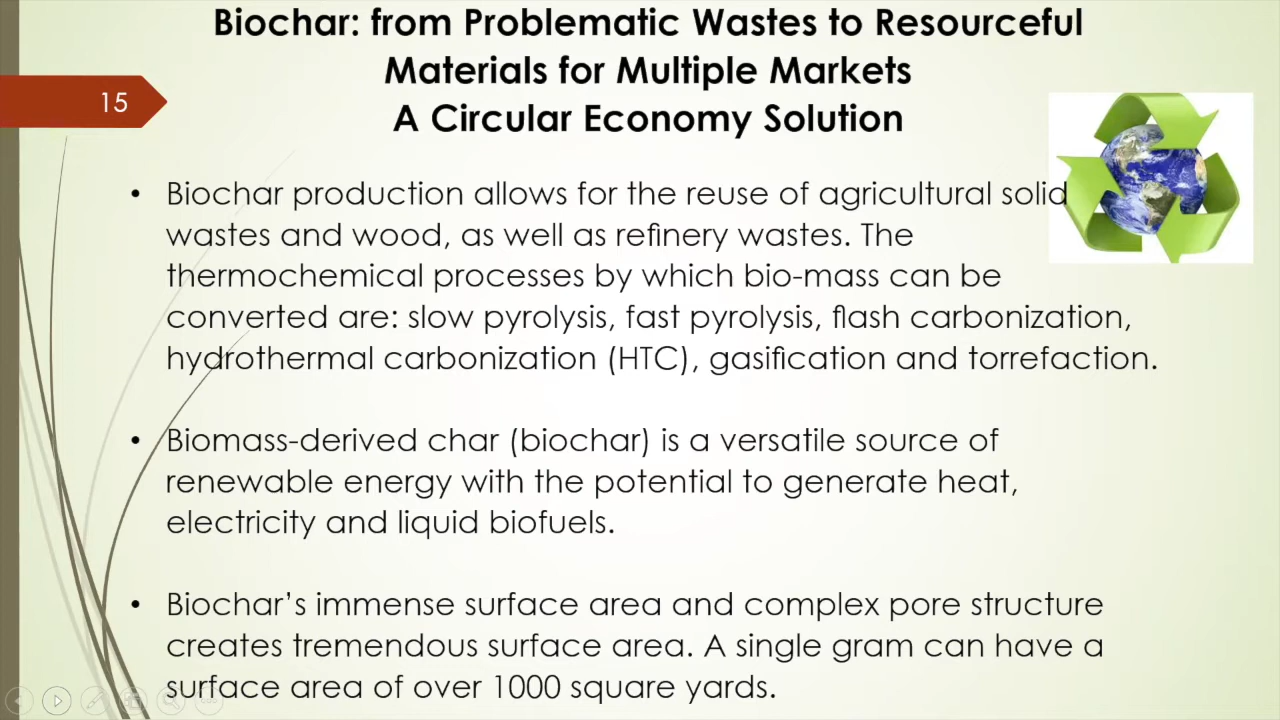 Biochar: from Problematic Wastes to Resourceful
Materials for Multiple Markets
A Circular Economy Solution
15
• Biochar production allows for the reuse of agricultural solid
wastes and wood, as well as refinery wastes. The
thermochemical processes by which bio-mass can be
converted are: slow pyrolysis, fast pyrolysis, flash carbonization,
hydrothermal carbonization (HTC), gasification and torrefaction.
• Biomass-derived char (biochar) is a versatile source of
renewable energy with the potential to generate heat,
electricity and liquid biofuels.
• Biochar’s immense surface area and complex pore structure
creates tremendous surface area. A single gram can have a
surface area of over 1000 square yards.